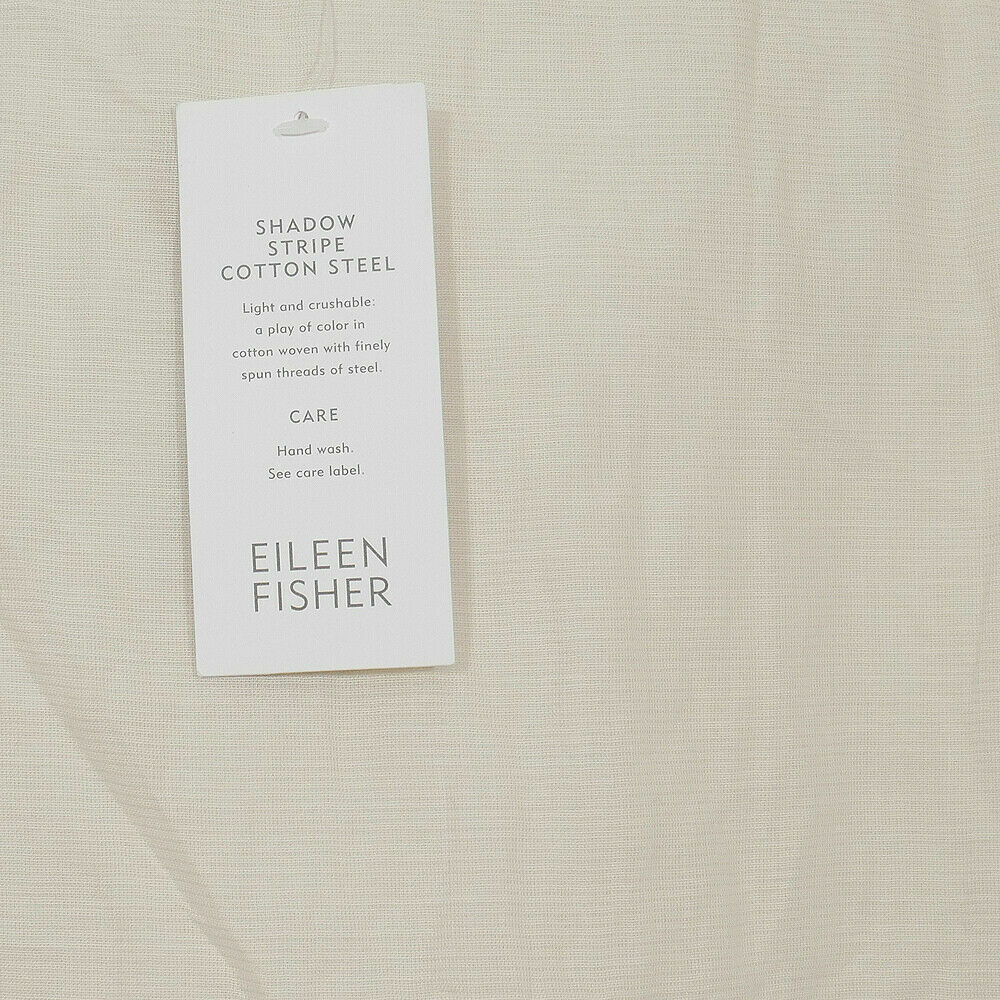 SHADOW
STRIPE
COTTON STEEL
Light and crushable:
a play of color in
cotton woven with finely
spun threads of steel.
CARE
Hand wash.
See care label.
EILEEN
FISHER